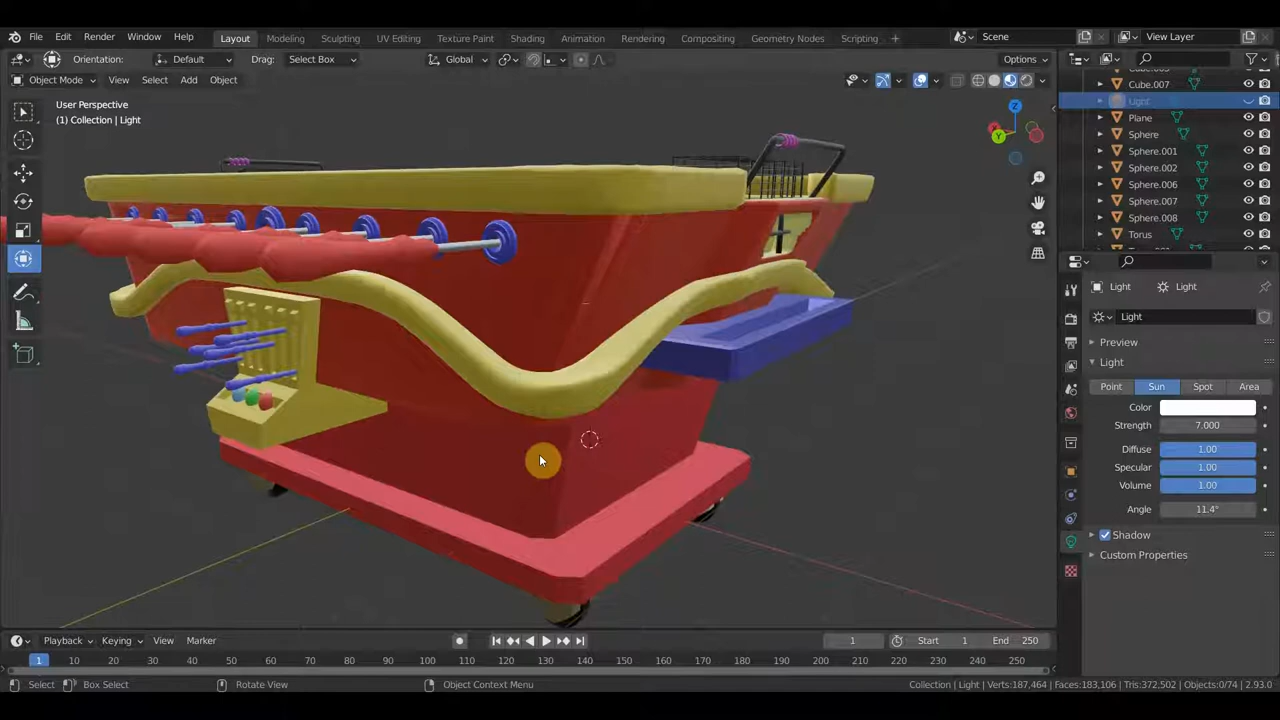 File Edit Render Window Help Layout Modeling Sculpting UV Editing Texture Paint Shading Animation Rendering Compositing Geometry Nodes Scripting + Scene View Layer
Orientation: Default Drag: Select Box Global Options
Object Mode View Select Add Object
User Perspective
(1) Collection | Light
Z
Y
Cube.007
Light
Plane
Sphere
Sphere.001
Sphere.002
Sphere.006
Sphere.007
Sphere.008
Torus
Light Light
Light
Preview
Light
Point Sun Spot Area
Color
Strength 7.000
Diffuse 1.00
Specular 1.00
Volume 1.00
Angle 11.4°
Shadow
Custom Properties
Playback Keying View Marker 1 Start 1 End 250
1 10 20 30 40 50 60 70 80 90 100 110 120 130 140 150 160 170 180 190 200 210 220 230 240 250
Select Box Select Rotate View Object Context Menu Collection | Light | Verts:187,464 | Faces:183,106 | Tris:372,502 | Objects:0/74 | 2.93.0